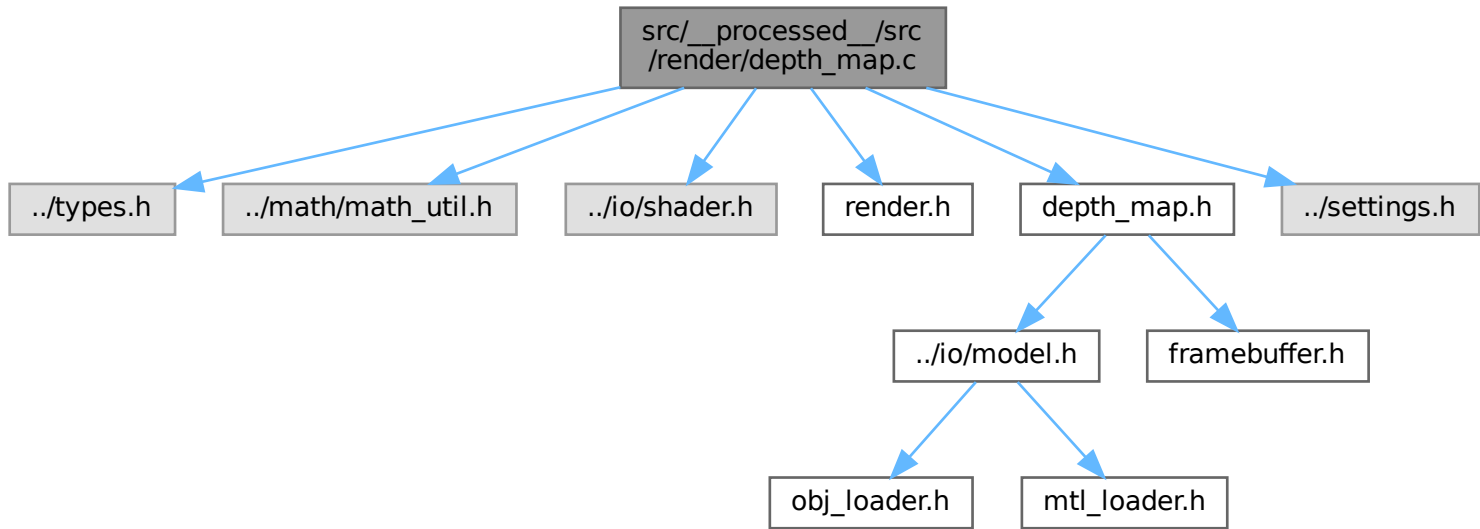 src/__processed__/src
/render/depth_map.c
../types.h
../math/math_util.h
../io/shader.h
render.h
depth_map.h
../settings.h
../io/model.h
framebuffer.h
obj_loader.h
mtl_loader.h